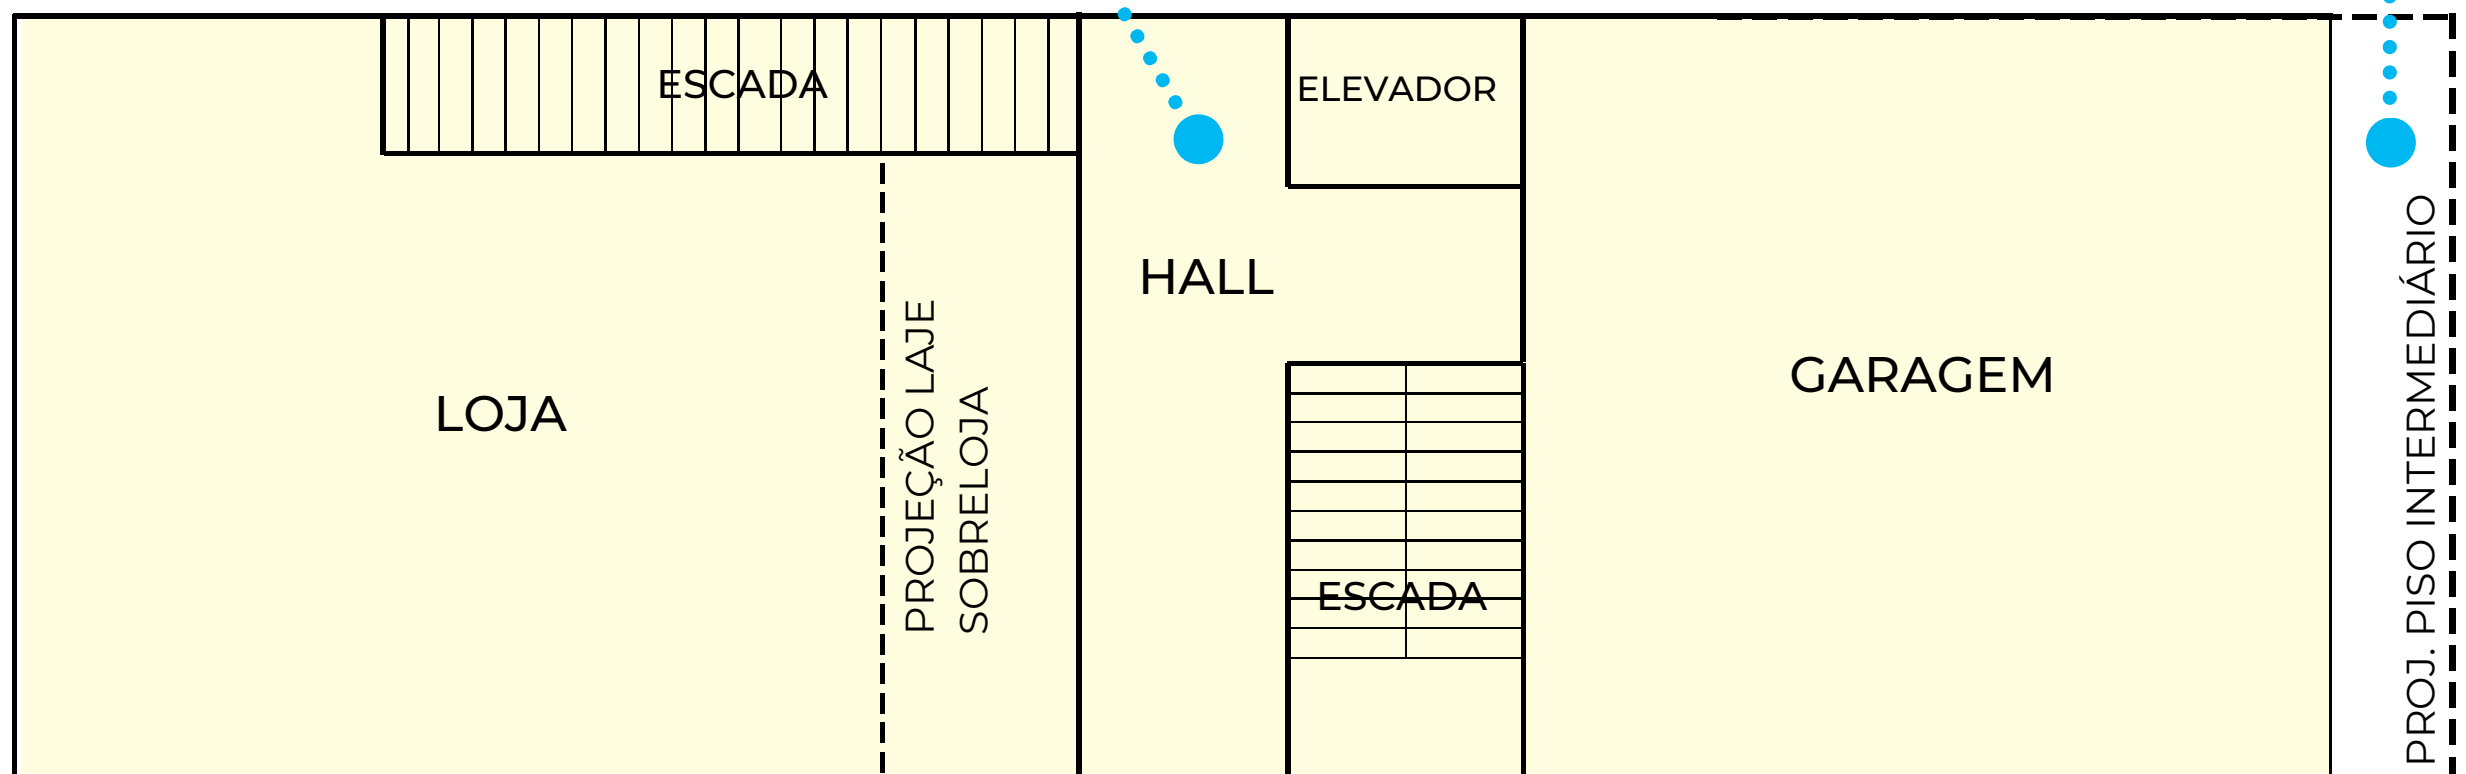 ESCADA
ELEVADOR
HALL
LOJA
PROJEÇÃO LAJE
SOBRELOJA
GARAGEM
ESCADA
PROJ. PISO INTERMEDIÁRIO